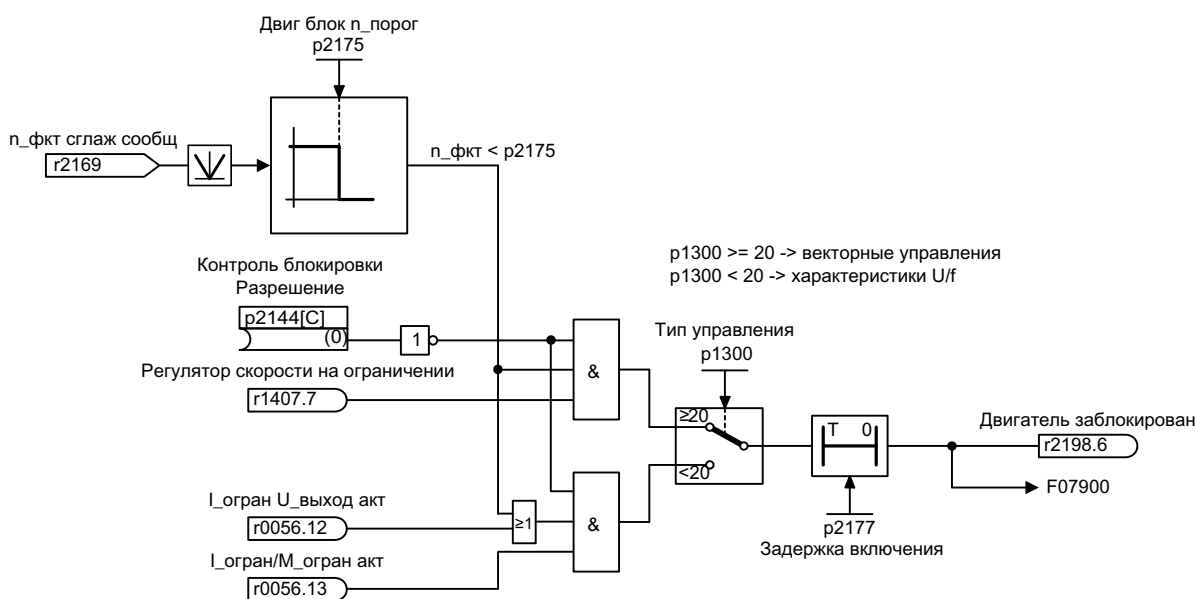 Двиг блок n_порог
p2175
n_фкт сглаж сообщ
r2169
n_фкт < p2175
p1300 >= 20 -> векторные управления
p1300 < 20 -> характеристики U/f
Контроль блокировки
Разрешение
p2144[C]
(0)
1
Тип управления
p1300
Регулятор скорости на ограничении
r1407.7
&
≥20
<20
T 0
Двигатель заблокирован
r2198.6
F07900
p2177
Задержка включения
I_огран U_выход акт
r0056.12
≥1
&
I_огран/M_огран акт
r0056.13